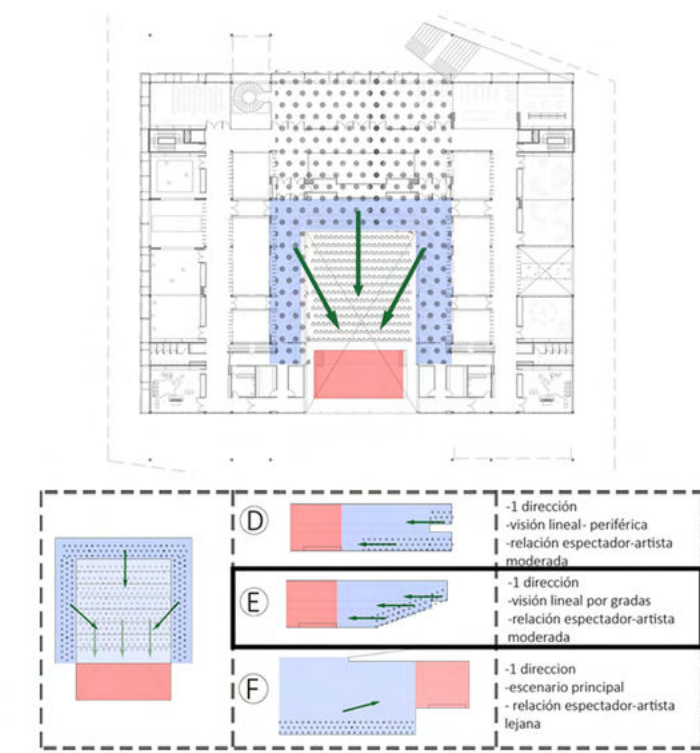 D
-1 dirección
-visión lineal- periférica
-relación espectador-artista
moderada
E
-1 dirección
-visión lineal por gradas
-relación espectador-artista
moderada
F
-1 direccion
-escenario principal
- relación espectador-artista
lejana